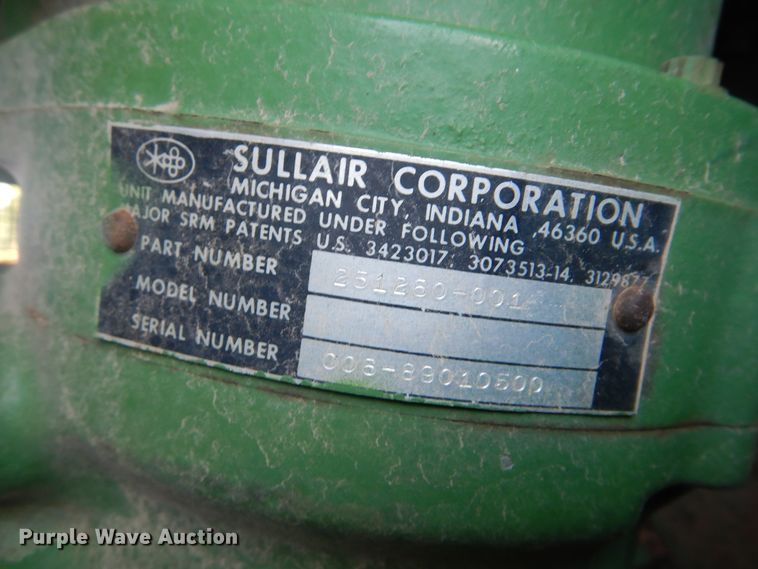 SULLAIR CORPORATION
MICHIGAN CITY, INDIANA 46360 U.S.A.
UNIT MANUFACTURED UNDER FOLLOWING
MAJOR SRM PATENTS U.S. 3423017, 3073513-14, 3129877
PART NUMBER 251250-001
MODEL NUMBER
SERIAL NUMBER 006-89010500
Purple Wave Auction®